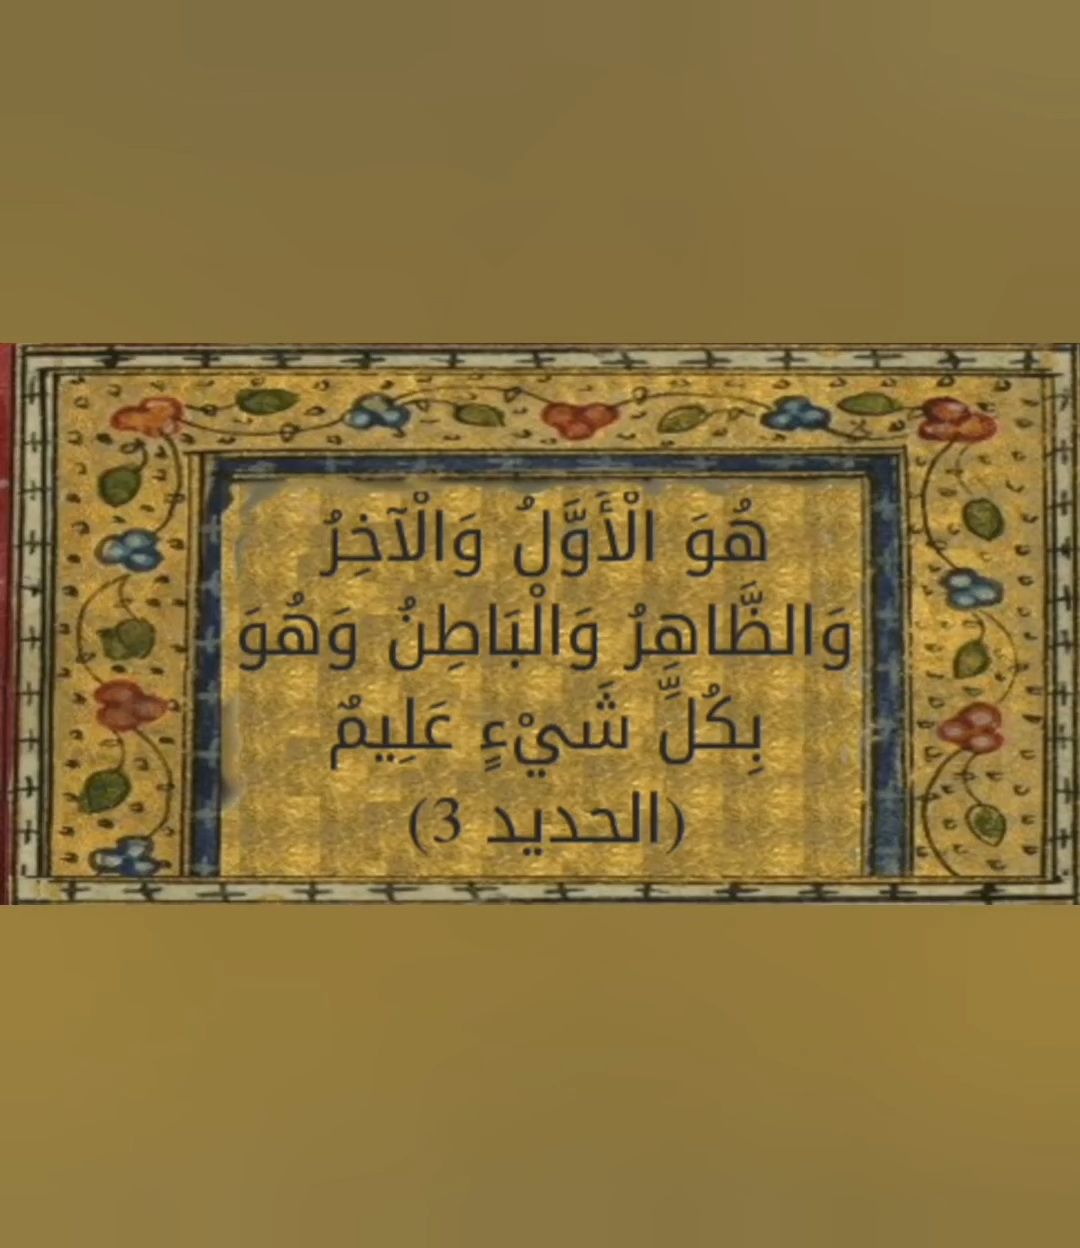 هُوَ الْأَوَّلُ وَالْآخِرُ
وَالظَّاهِرُ وَالْبَاطِنُ وَهُوَ
بِكُلِّ شَيْءٍ عَلِيمٌ
(الحديد 3)